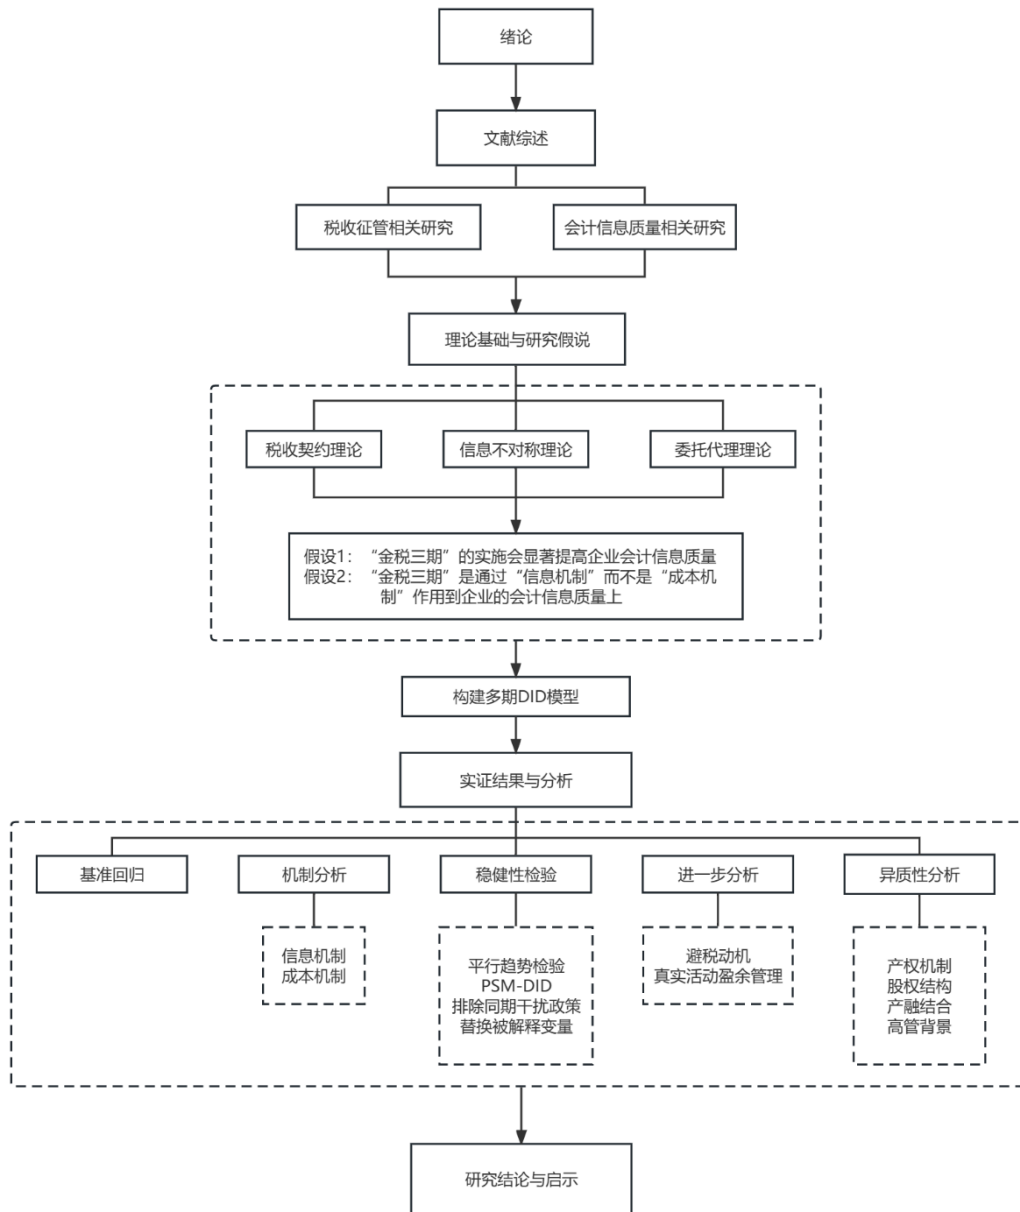 绪论
文献综述
税收征管相关研究
会计信息质量相关研究
理论基础与研究假说
税收契约理论
信息不对称理论
委托代理理论
假设1：“金税三期”的实施会显著提高企业会计信息质量
假设2：“金税三期”是通过“信息机制”而不是“成本机
制”作用到企业的会计信息质量上
构建多期DID模型
实证结果与分析
基准回归
机制分析
稳健性检验
进一步分析
异质性分析
信息机制
成本机制
平行趋势检验
PSM-DID
排除同期干扰政策
替换被解释变量
避税动机
真实活动盈余管理
产权机制
股权结构
产融结合
高管背景
研究结论与启示